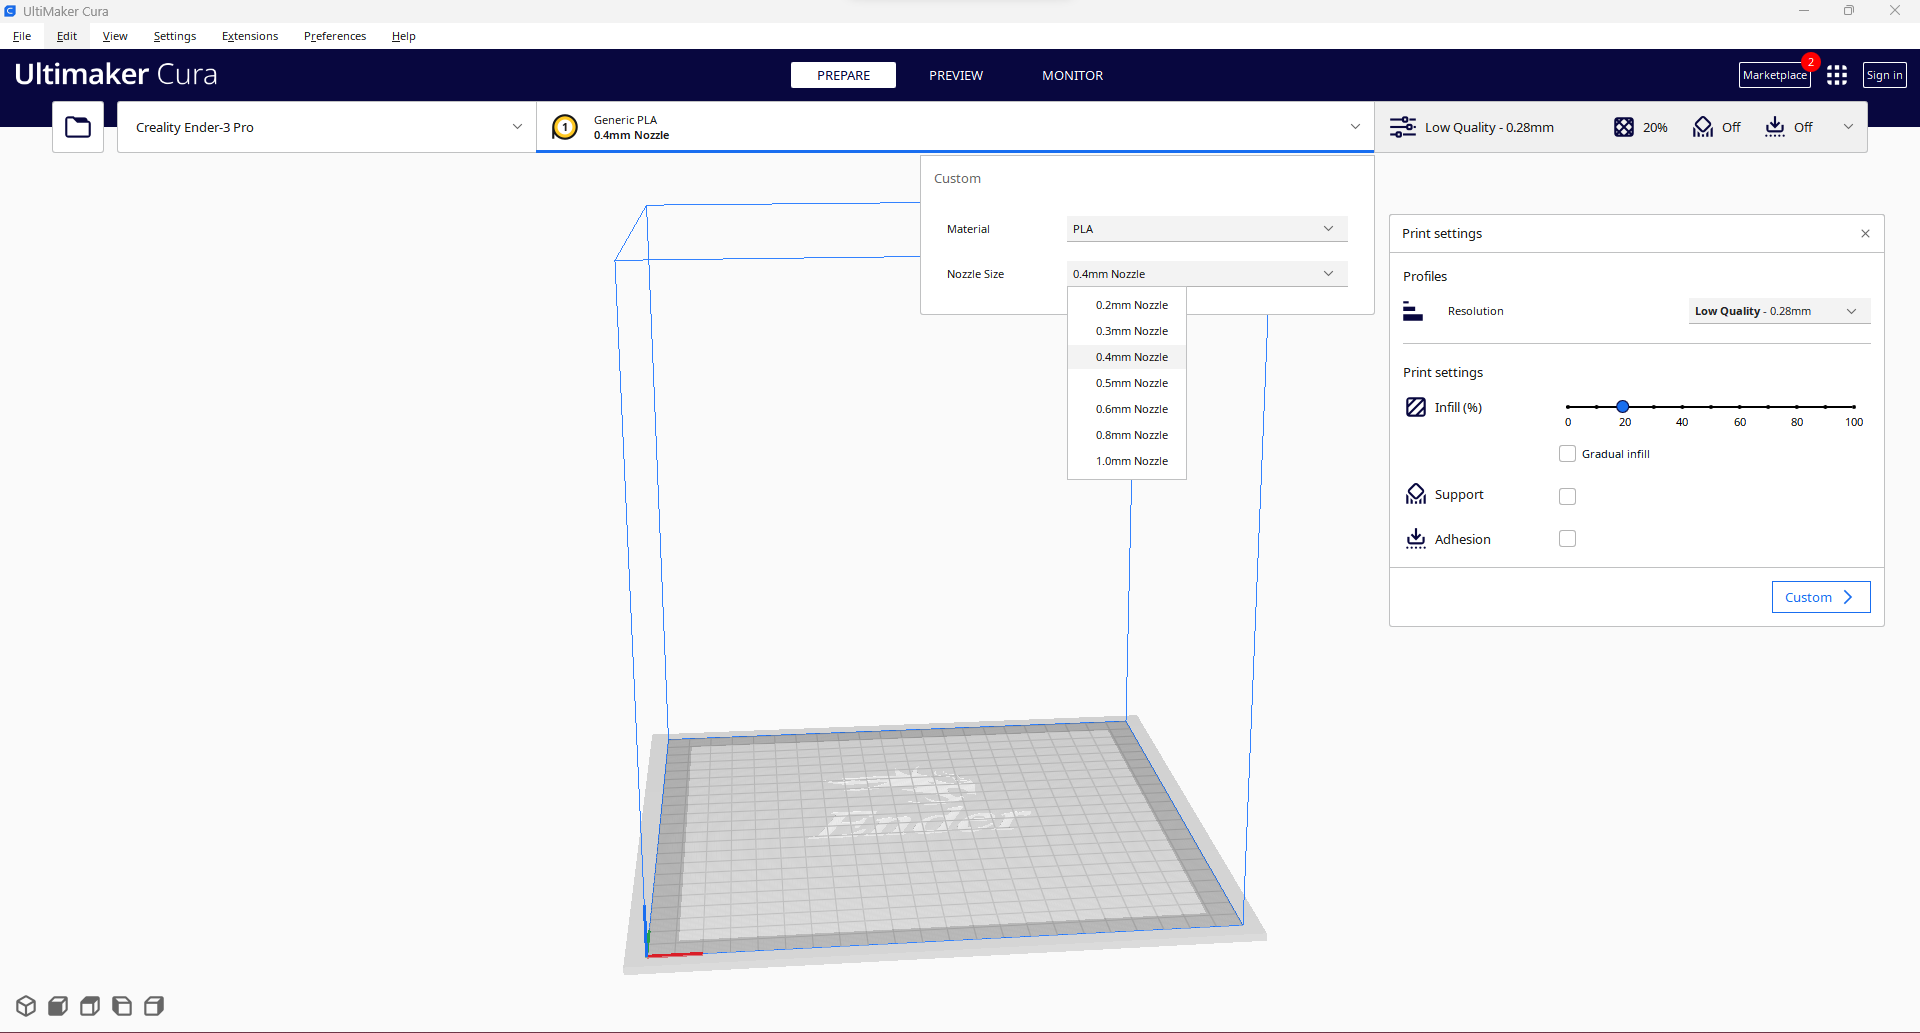 UltiMaker Cura
File Edit View Settings Extensions Preferences Help
Ultimaker Cura
PREPARE PREVIEW MONITOR
Marketplace 2 Sign in
Creality Ender-3 Pro
1 Generic PLA
0.4mm Nozzle
Low Quality - 0.28mm 20% Off Off
Custom
Material PLA
Nozzle Size 0.4mm Nozzle
0.2mm Nozzle
0.3mm Nozzle
0.4mm Nozzle
0.5mm Nozzle
0.6mm Nozzle
0.8mm Nozzle
1.0mm Nozzle
Print settings
Profiles
Resolution Low Quality - 0.28mm
Print settings
Infill (%)
0 20 40 60 80 100
Gradual infill
Support
Adhesion
Custom
Ender